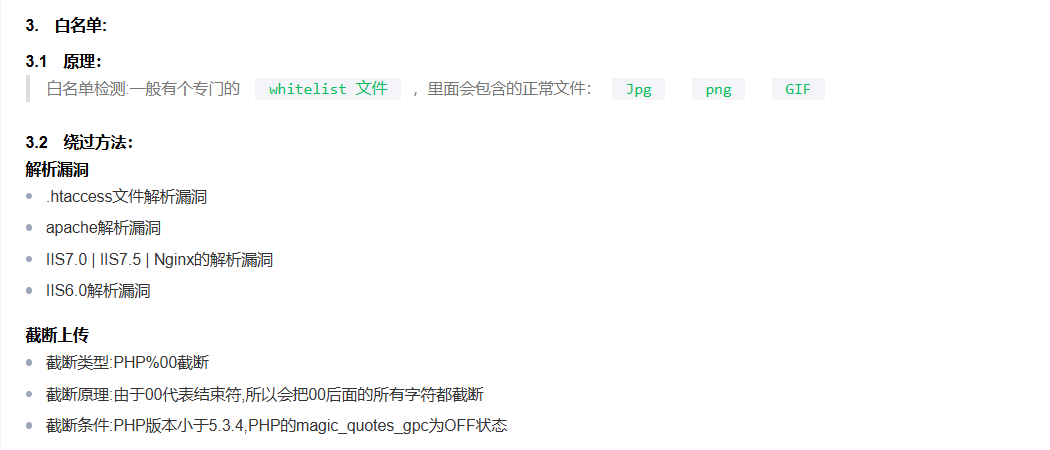 3. 白名单:
3.1 原理：
白名单检测:一般有个专门的 whitelist 文件 ，里面会包含的正常文件： Jpg png GIF
3.2 绕过方法：
解析漏洞
.htaccess文件解析漏洞
apache解析漏洞
IIS7.0 | IIS7.5 | Nginx的解析漏洞
IIS6.0解析漏洞
截断上传
截断类型:PHP%00截断
截断原理:由于00代表结束符,所以会把00后面的所有字符都截断
截断条件:PHP版本小于5.3.4,PHP的magic_quotes_gpc为OFF状态